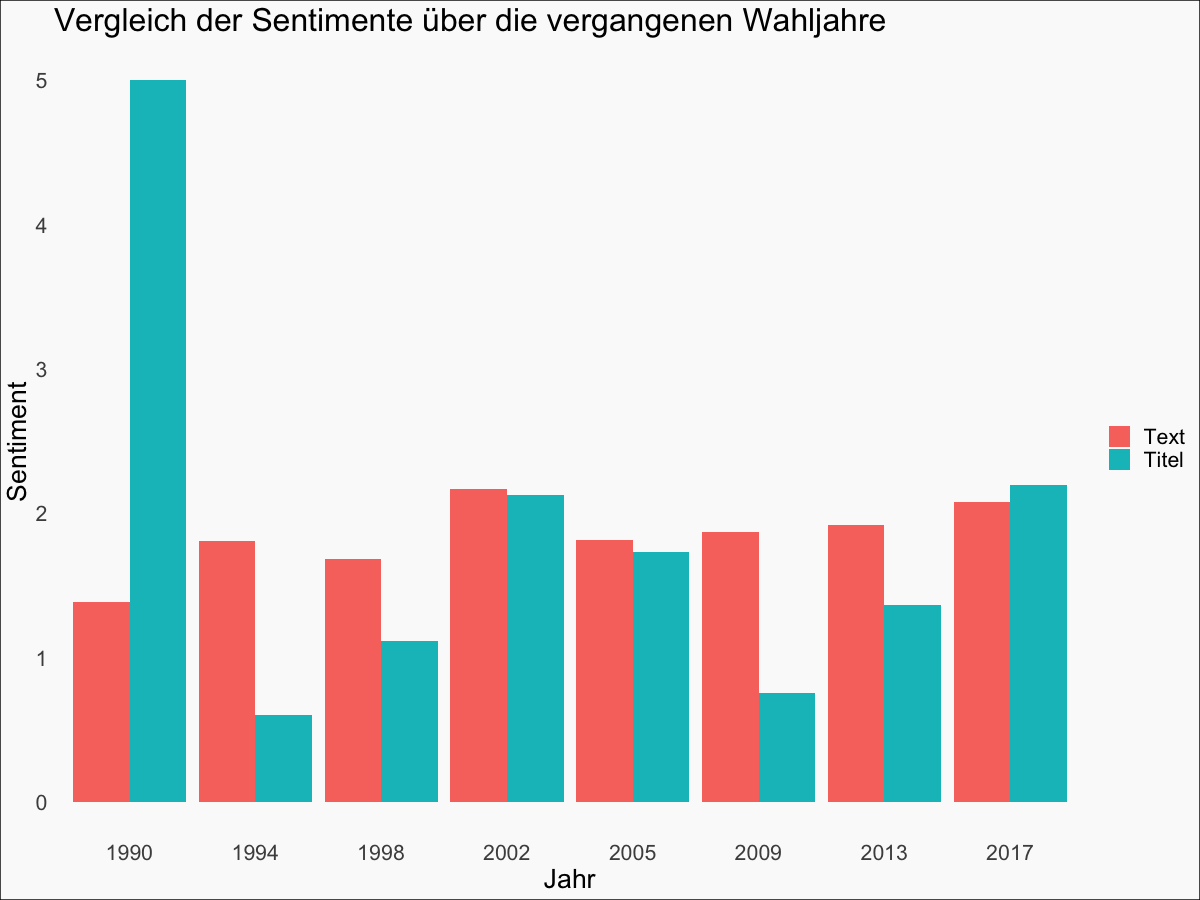 Vergleich der Sentimente über die vergangenen Wahljahre
5
4
3
2
1
0
Sentiment
1990 1994 1998 2002 2005 2009 2013 2017
Jahr
Text
Titel